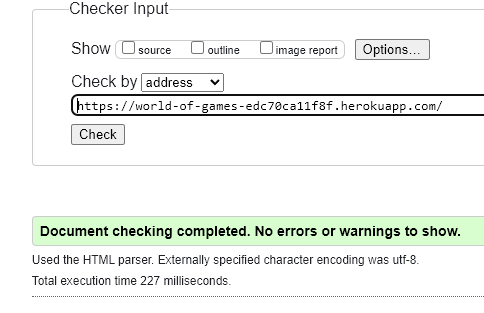 Checker Input
Show source outline image report Options...
Check by address
https://world-of-games-edc70ca11f8f.herokuapp.com/
Check
Document checking completed. No errors or warnings to show.
Used the HTML parser. Externally specified character encoding was utf-8.
Total execution time 227 milliseconds.